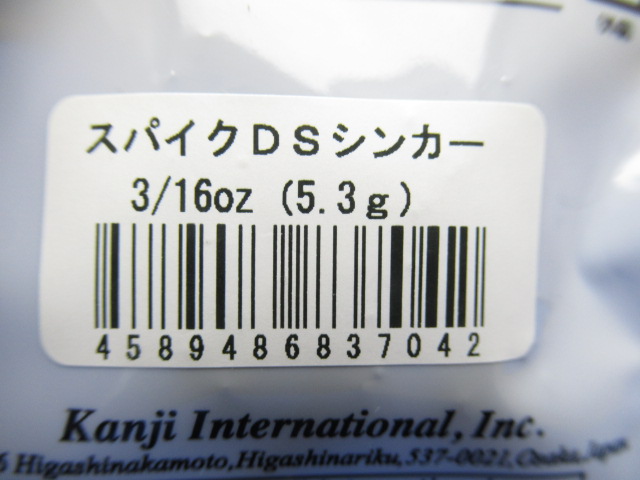 スパイクＤＳシンカー
3/16oz (5.3ｇ)
4589486837042
Kanji International, Inc.
6 Higashinakamoto, Higashinariku, 537-0021, Osaka, Japan